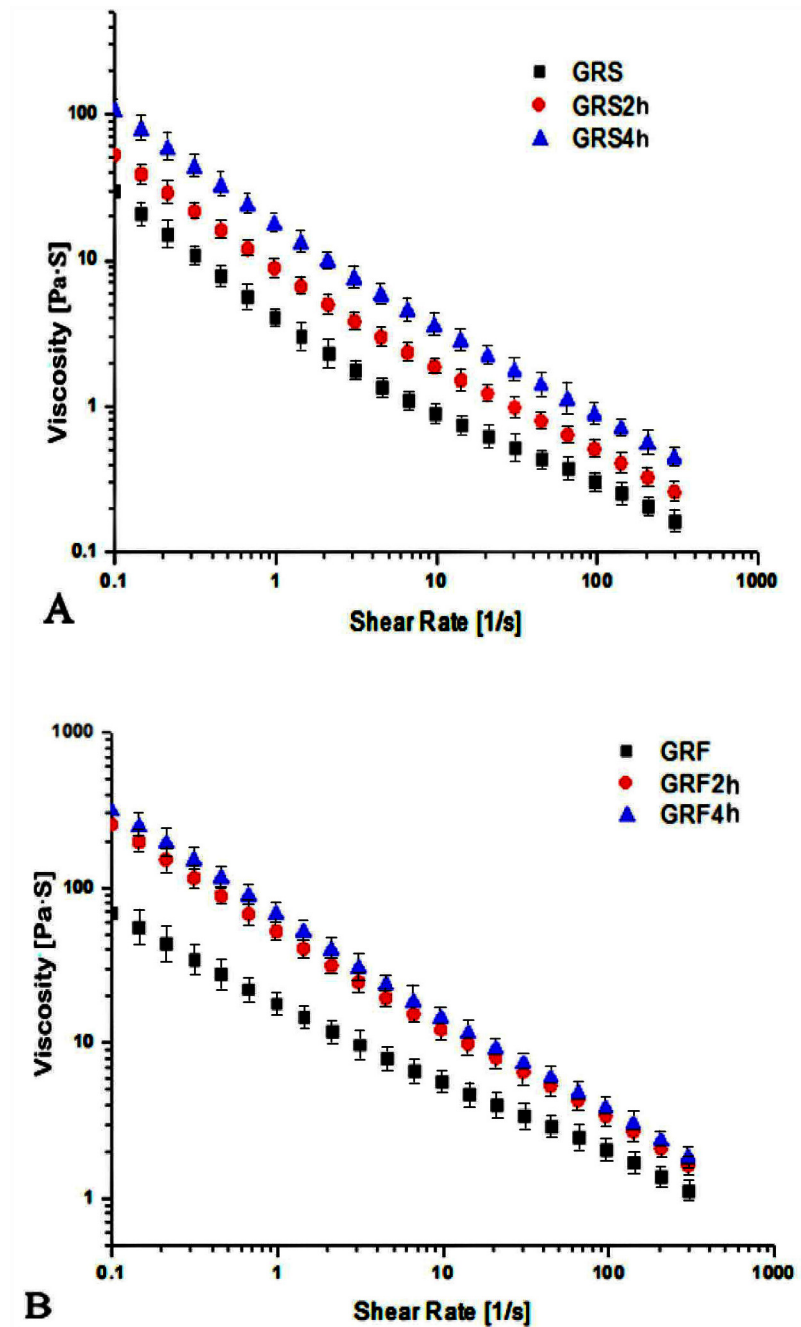 GRS
GRS2h
GRS4h
Viscosity [Pa·S]
100
10
1
0.1
0.1 1 10 100 1000
A
Shear Rate [1/s]
1000
GRF
GRF2h
GRF4h
Viscosity [Pa·S]
100
10
1
0.1 1 10 100 1000
B
Shear Rate [1/s]